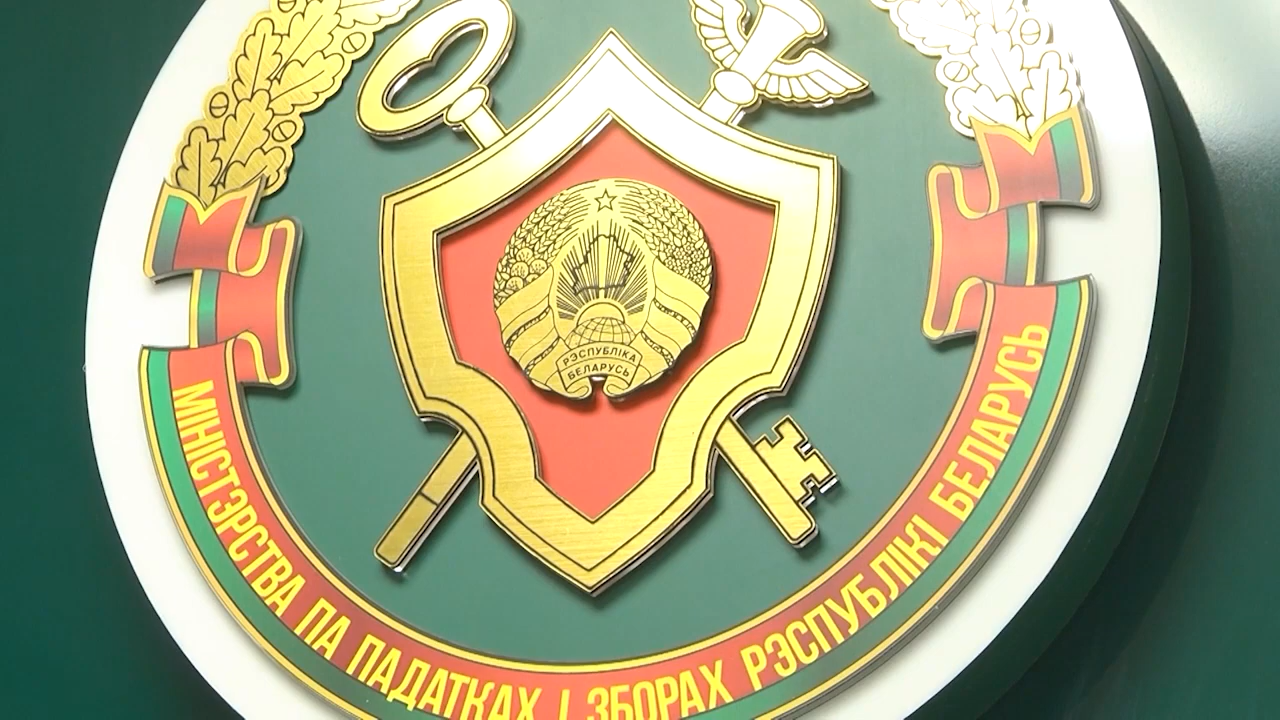 РЭСПУБЛІКА
БЕЛАРУСЬ
МІНІСТЭРСТВА ПА ПАДАТКАХ І ЗБОРАХ РЭСПУБЛІКІ БЕЛАРУСЬ